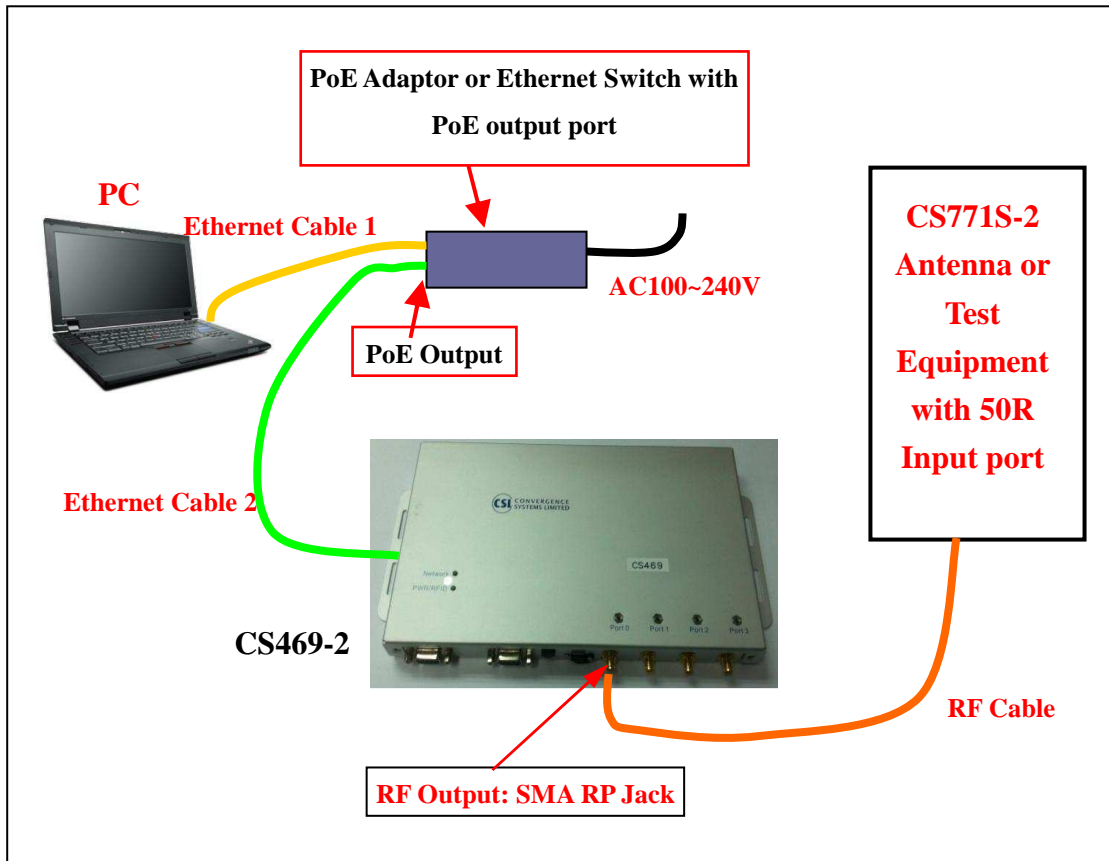 PoE Adaptor or Ethernet Switch with
PoE output port
PC
Ethernet Cable 1
AC100~240V
PoE Output
CS771S-2
Antenna or
Test
Equipment
with 50R
Input port
Ethernet Cable 2
CSL CONVERGENCE
SYSTEMS LIMITED
CS469
Network
PWR/RFID
Port 0
Port 1
Port 2
Port 3
CS469-2
RF Cable
RF Output: SMA RP Jack